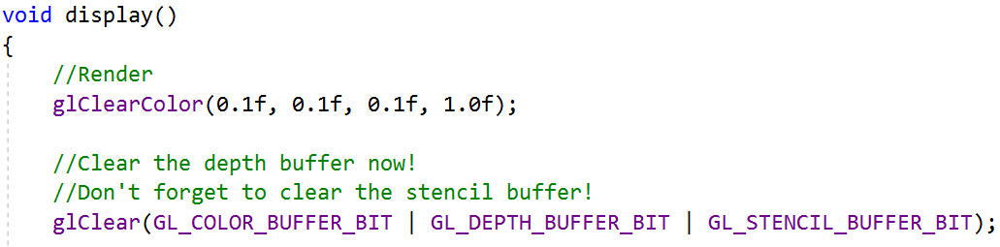 void display()
{
//Render
glClearColor(0.1f, 0.1f, 0.1f, 1.0f);
//Clear the depth buffer now!
//Don't forget to clear the stencil buffer!
glClear(GL_COLOR_BUFFER_BIT | GL_DEPTH_BUFFER_BIT | GL_STENCIL_BUFFER_BIT);